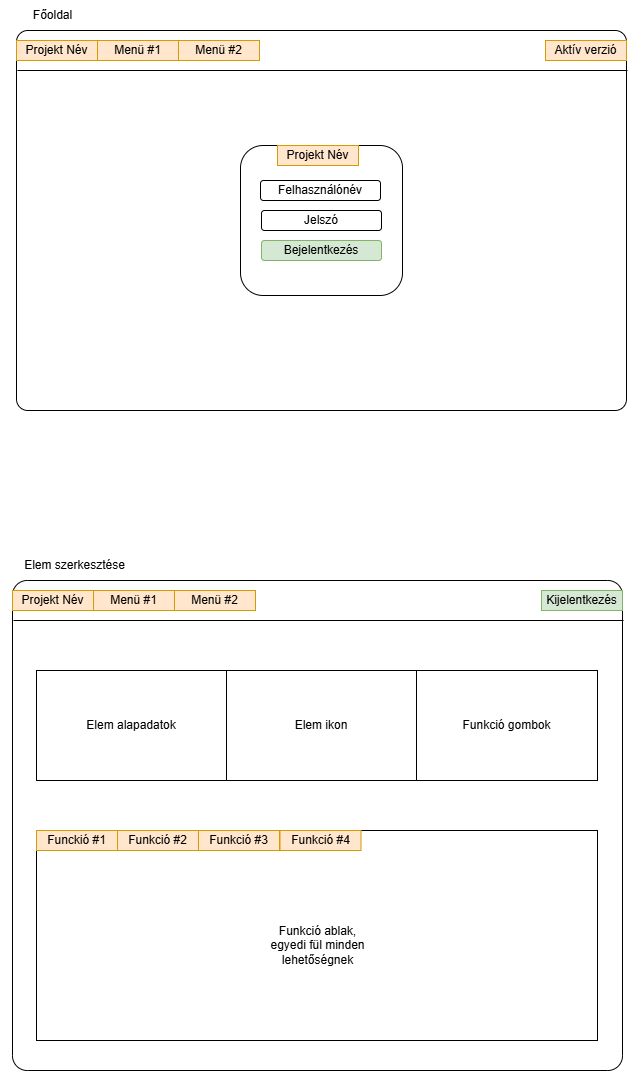 Főoldal
Projekt Név
Menü #1
Menü #2
Aktív verzió
Projekt Név
Felhasználónév
Jelszó
Bejelentkezés
Elem szerkesztése
Projekt Név
Menü #1
Menü #2
Kijelentkezés
Elem alapadatok
Elem ikon
Funkció gombok
Funckió #1
Funkció #2
Funkció #3
Funkció #4
Funkció ablak,
egyedi fül minden
lehetőségnek